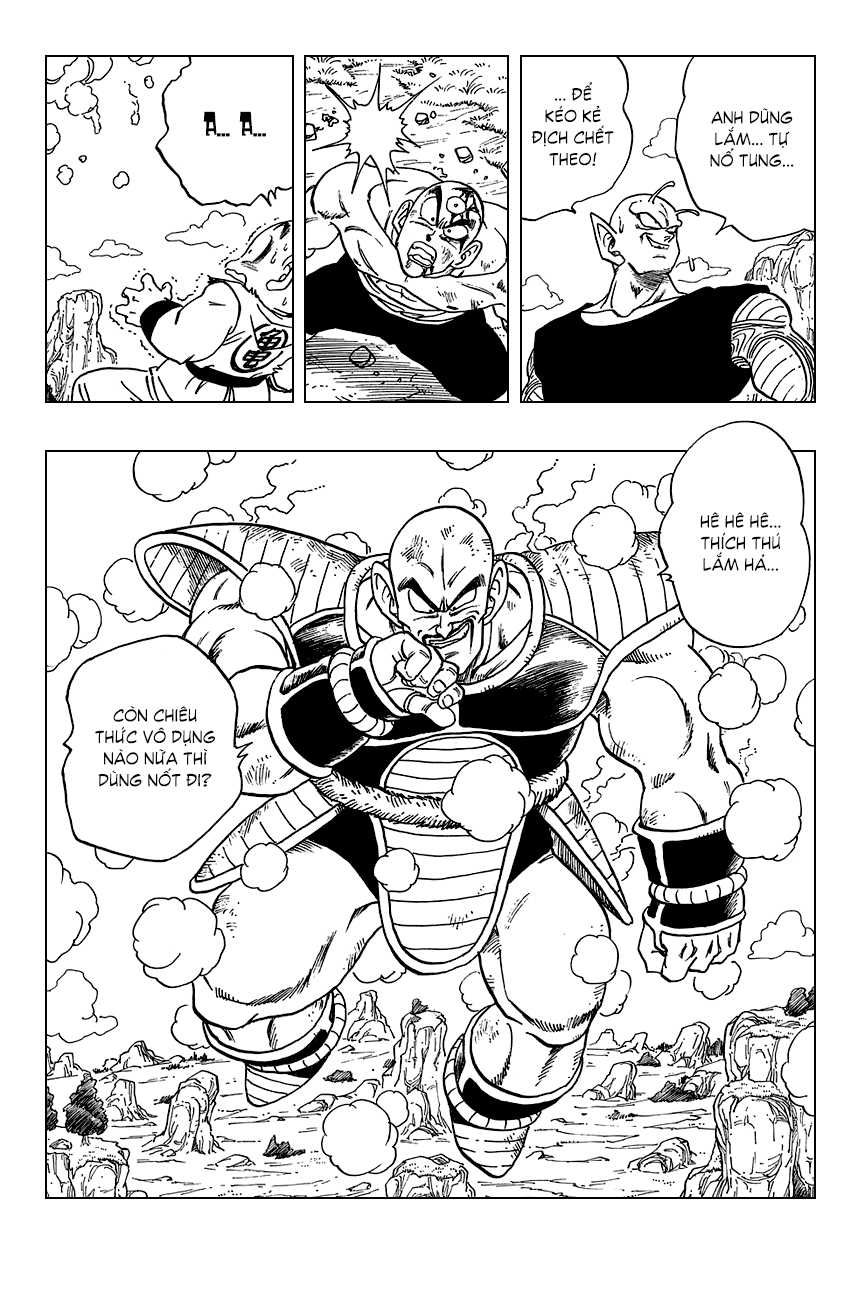 ANH DŨNG
LẮM... TỰ
NỔ TUNG...
... ĐỂ
KÉO KẺ
ĐỊCH CHẾT
THEO!
A... A...
HÊ HÊ HÊ...
THÍCH THÚ
LẮM HẢ...
CÒN CHIÊU
THỨC VÔ DỤNG
NÀO NỮA THÌ
DÙNG NỐT ĐI?